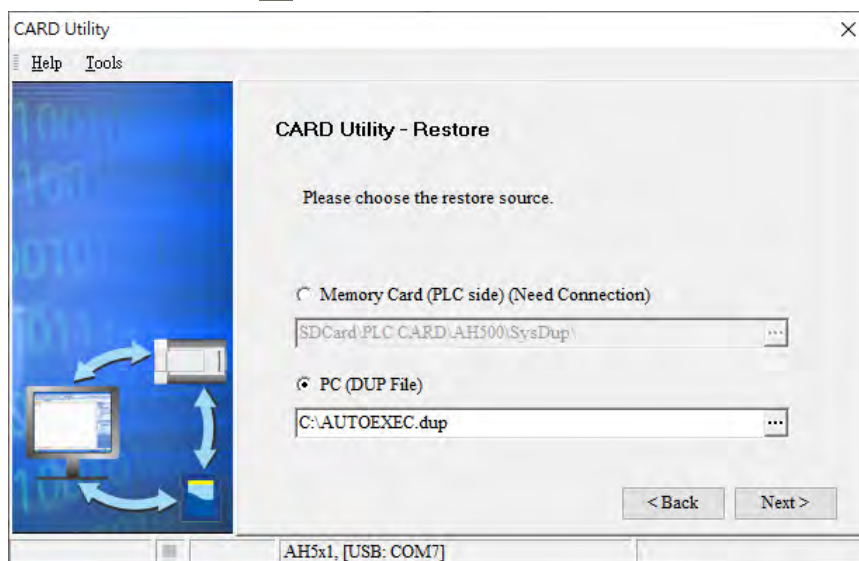 CARD Utility
Help Tools
CARD Utility - Restore
Please choose the restore source.
Memory Card (PLC side) (Need Connection)
SDCard\PLC CARD\AH500\SysDup\
...
PC (DUP File)
C:\AUTOEXEC.dup
...
< Back Next >
AH5x1, [USB: COM7]